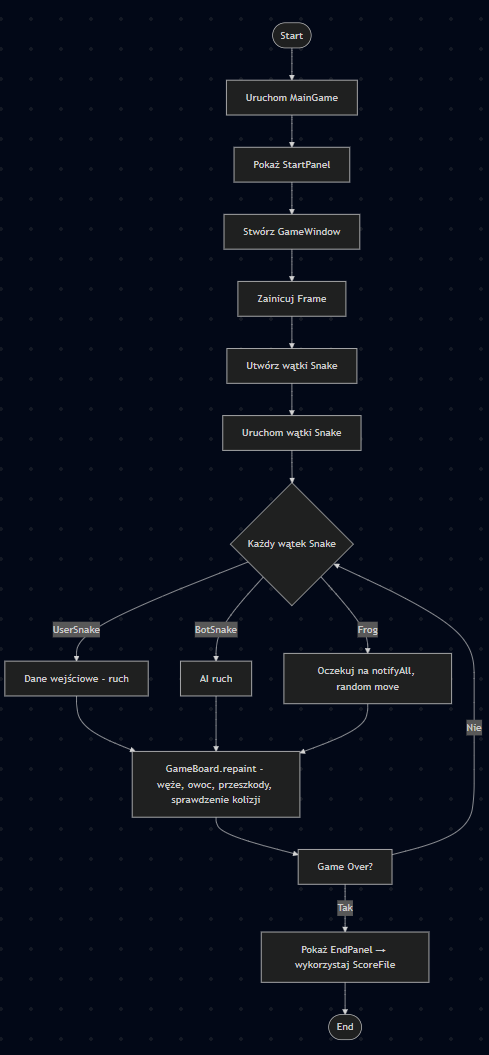 Start
Uruchom MainGame
Pokaż StartPanel
Stwórz GameWindow
Zainicuj Frame
Utwórz wątki Snake
Uruchom wątki Snake
Każdy wątek Snake
UserSnake
BotSnake
Frog
Dane wejściowe - ruch
AI ruch
Oczekuj na notifyAll,
random move
Nie
GameBoard.repaint -
węże, owoc, przeszkody,
sprawdzenie kolizji
Game Over?
Tak
Pokaż EndPanel →
wykorzystaj ScoreFile
End